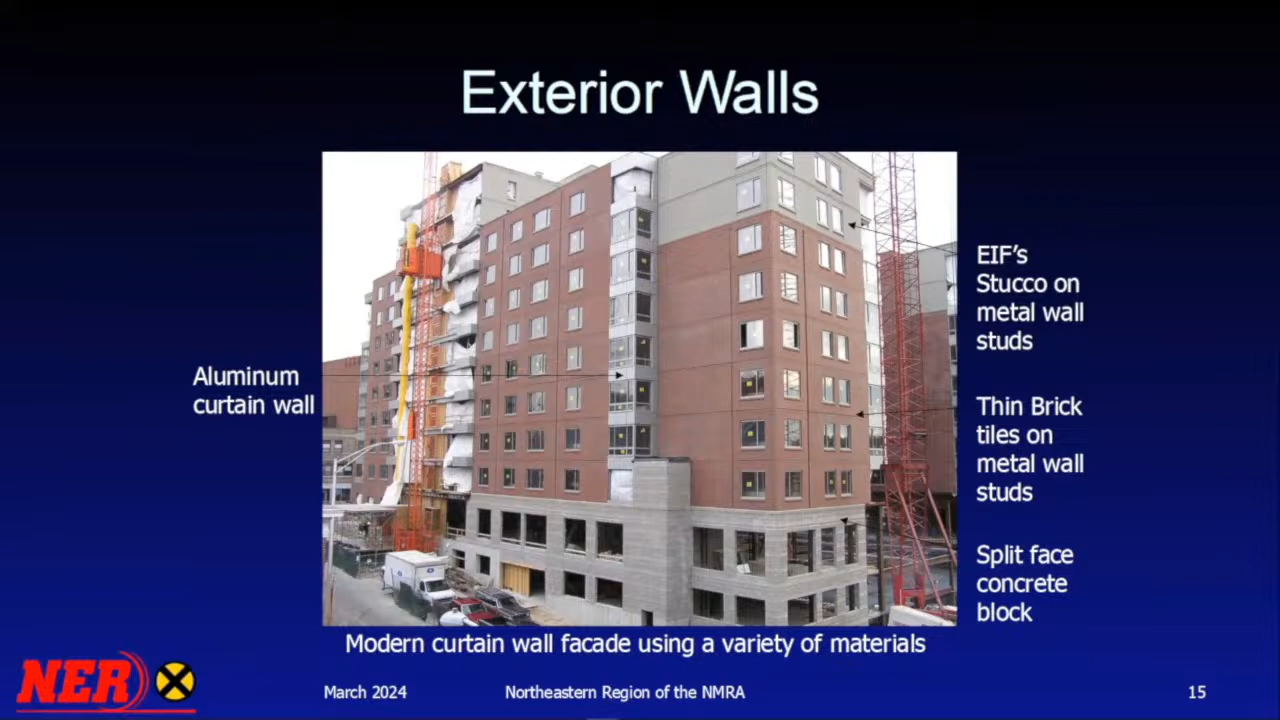 Exterior Walls
Aluminum
curtain wall
EIF's
Stucco on
metal wall
studs
Thin Brick
tiles on
metal wall
studs
Split face
concrete
block
Modern curtain wall facade using a variety of materials
NER
March 2024
Northeastern Region of the NMRA
15